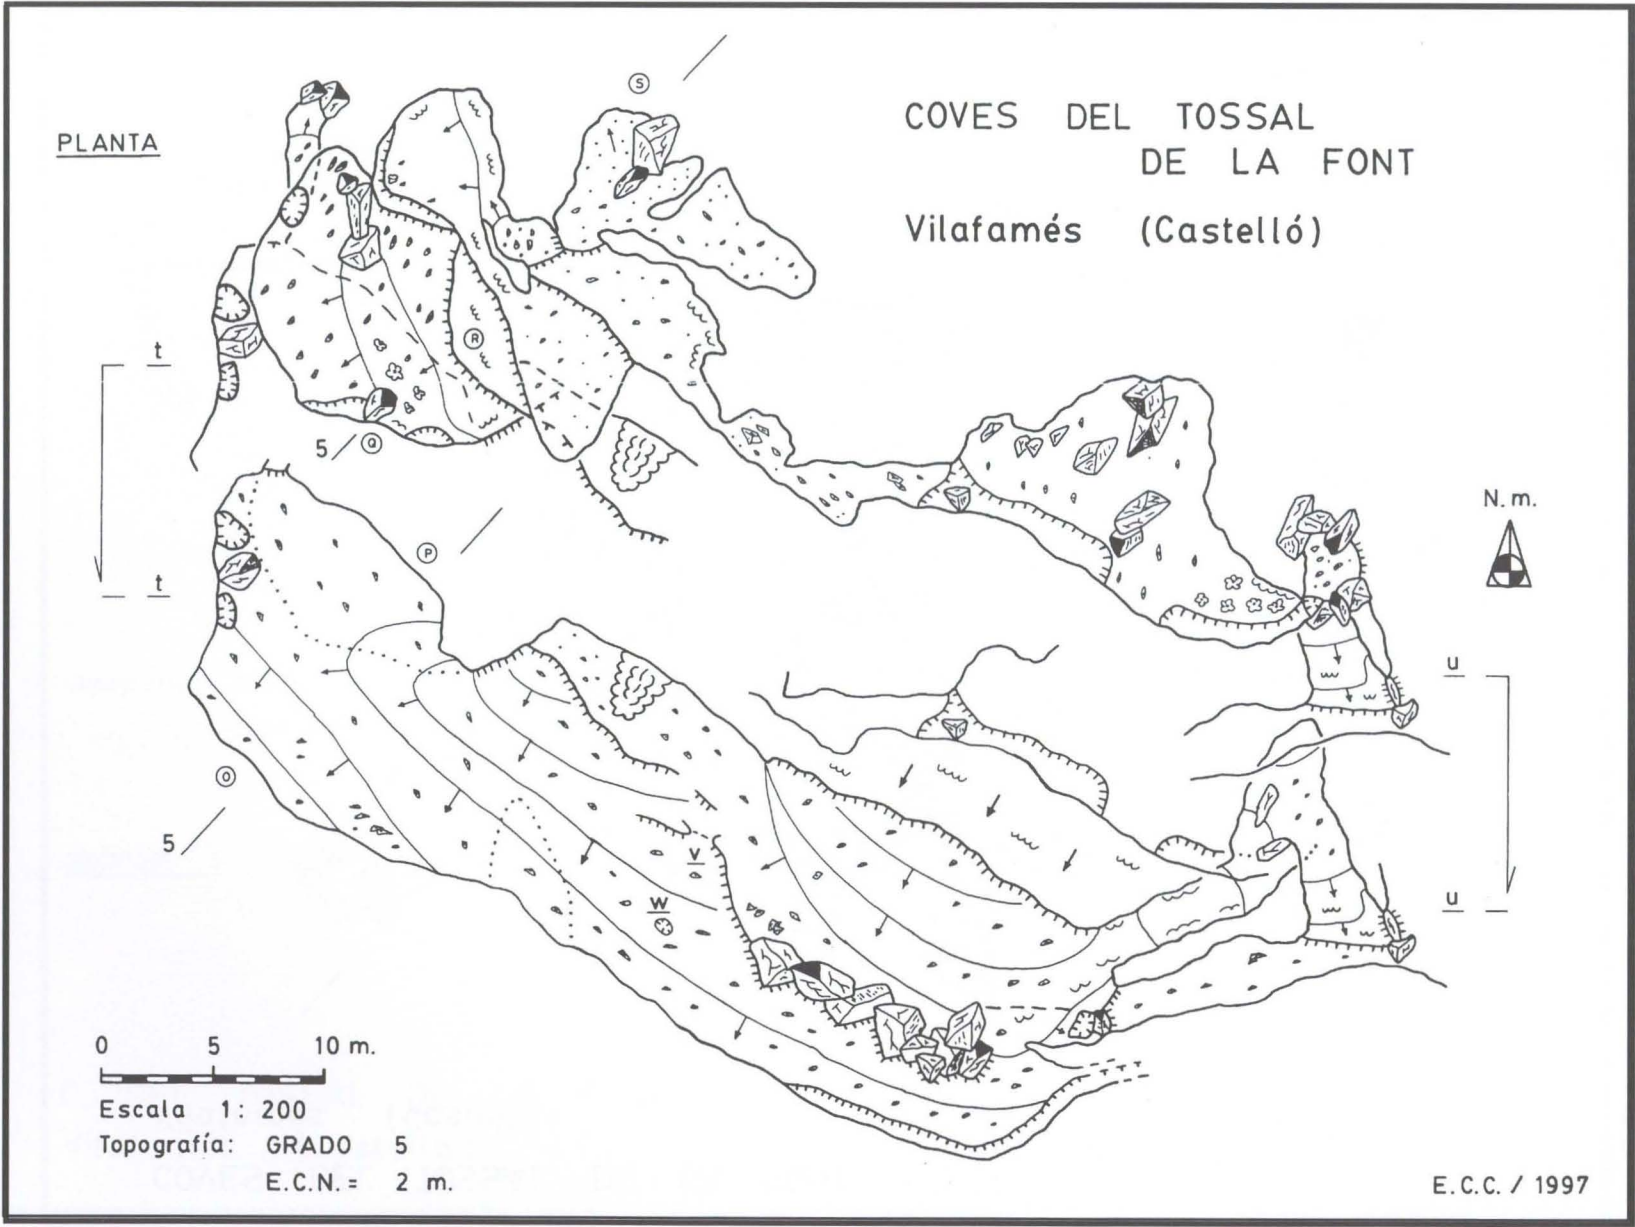 PLANTA
COVES DEL TOSSAL
DE LA FONT
Vilafamés (Castelló)
S
R
t
5
Q
P
t
N. m.
u
O
5
V
W
u
0 5 10 m.
Escala 1: 200
Topografía: GRADO 5
E.C.N. = 2 m.
E.C.C. / 1997